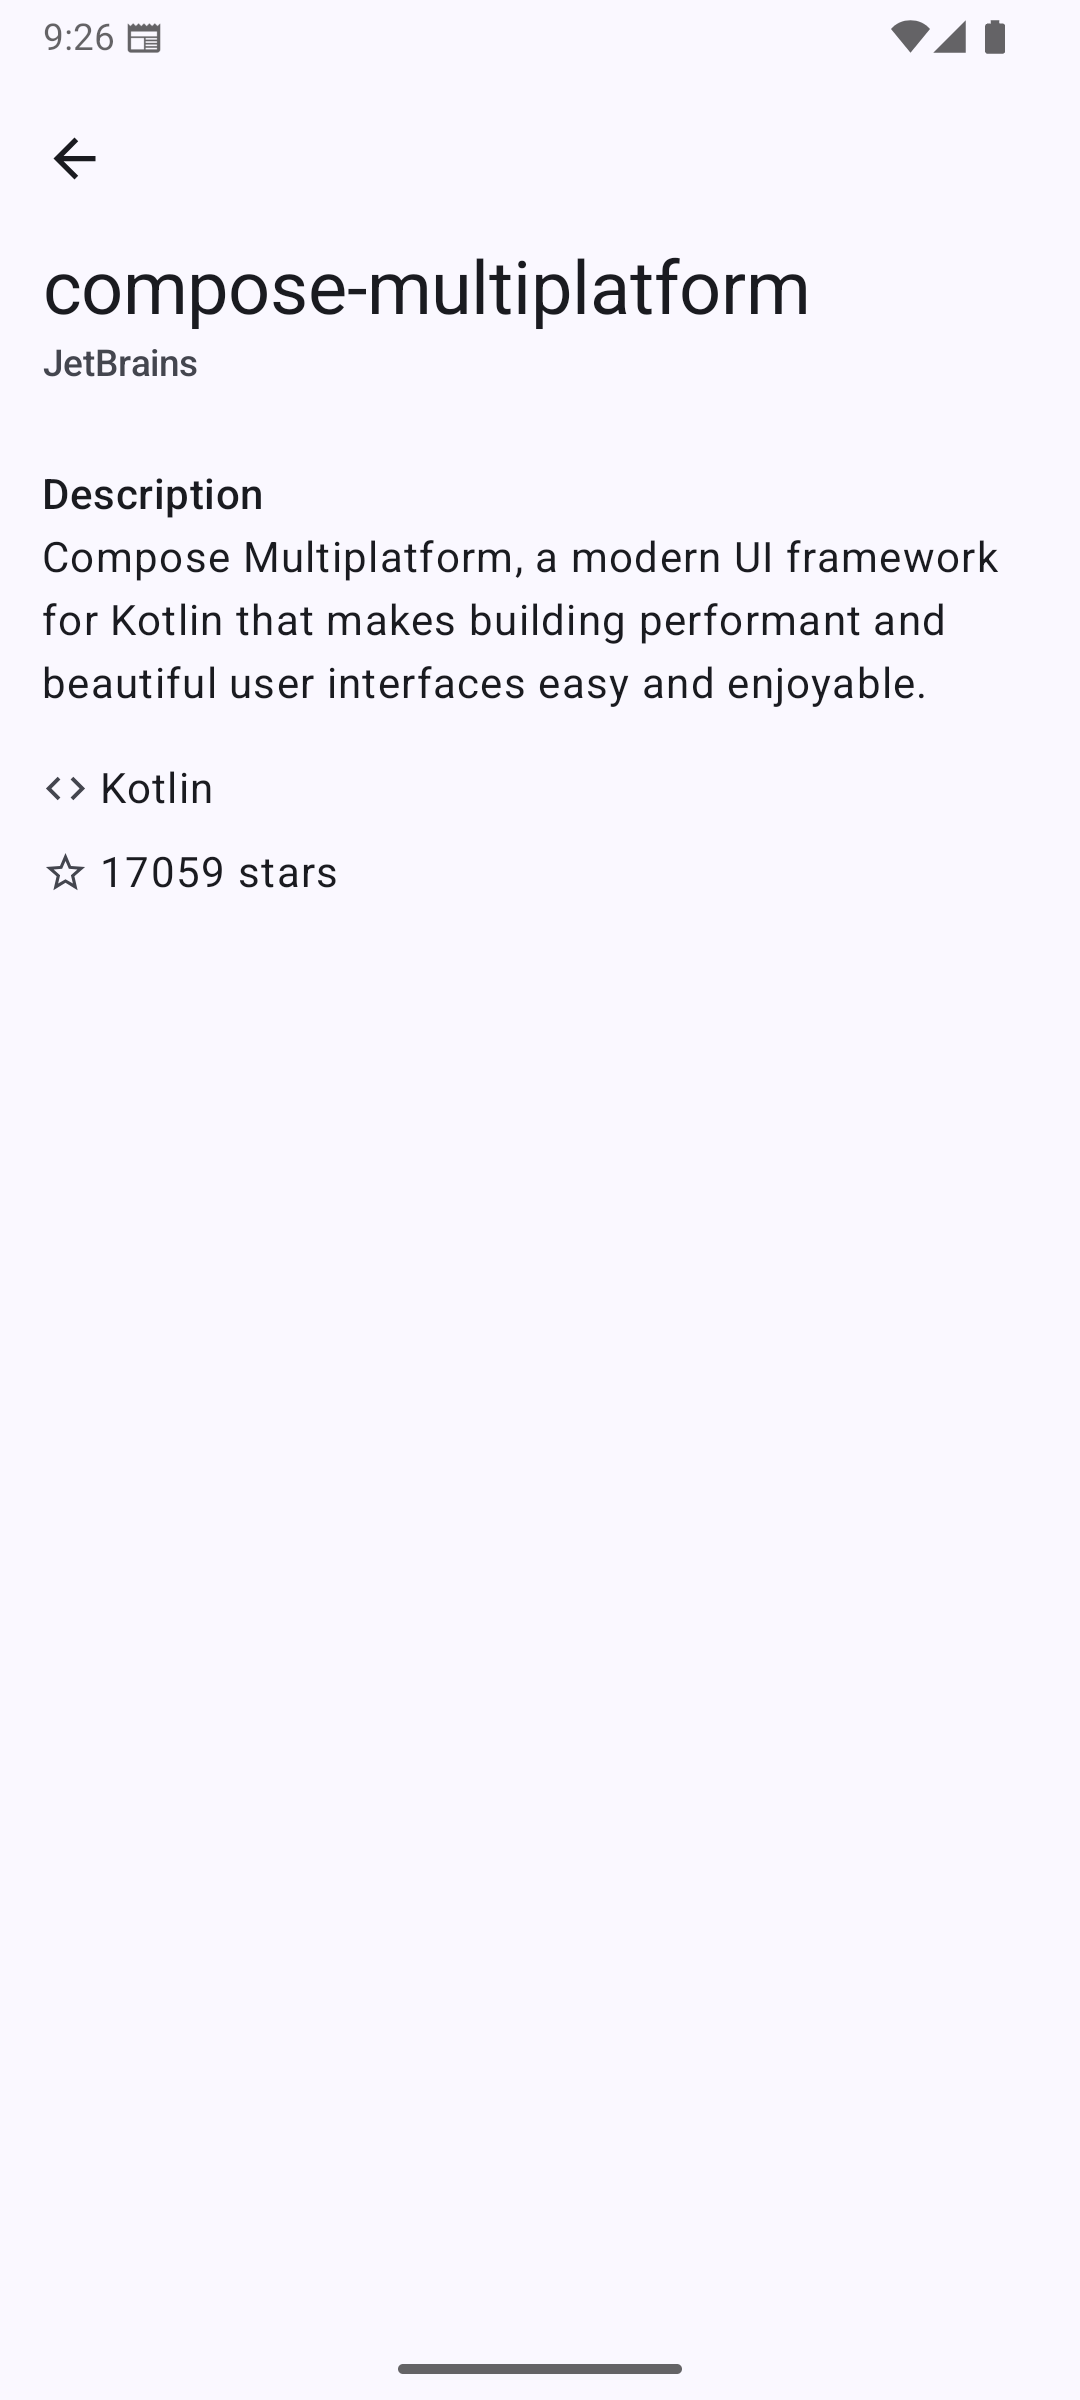 9:26
compose-multiplatform
JetBrains
Description
Compose Multiplatform, a modern UI framework
for Kotlin that makes building performant and
beautiful user interfaces easy and enjoyable.
Kotlin
17059 stars